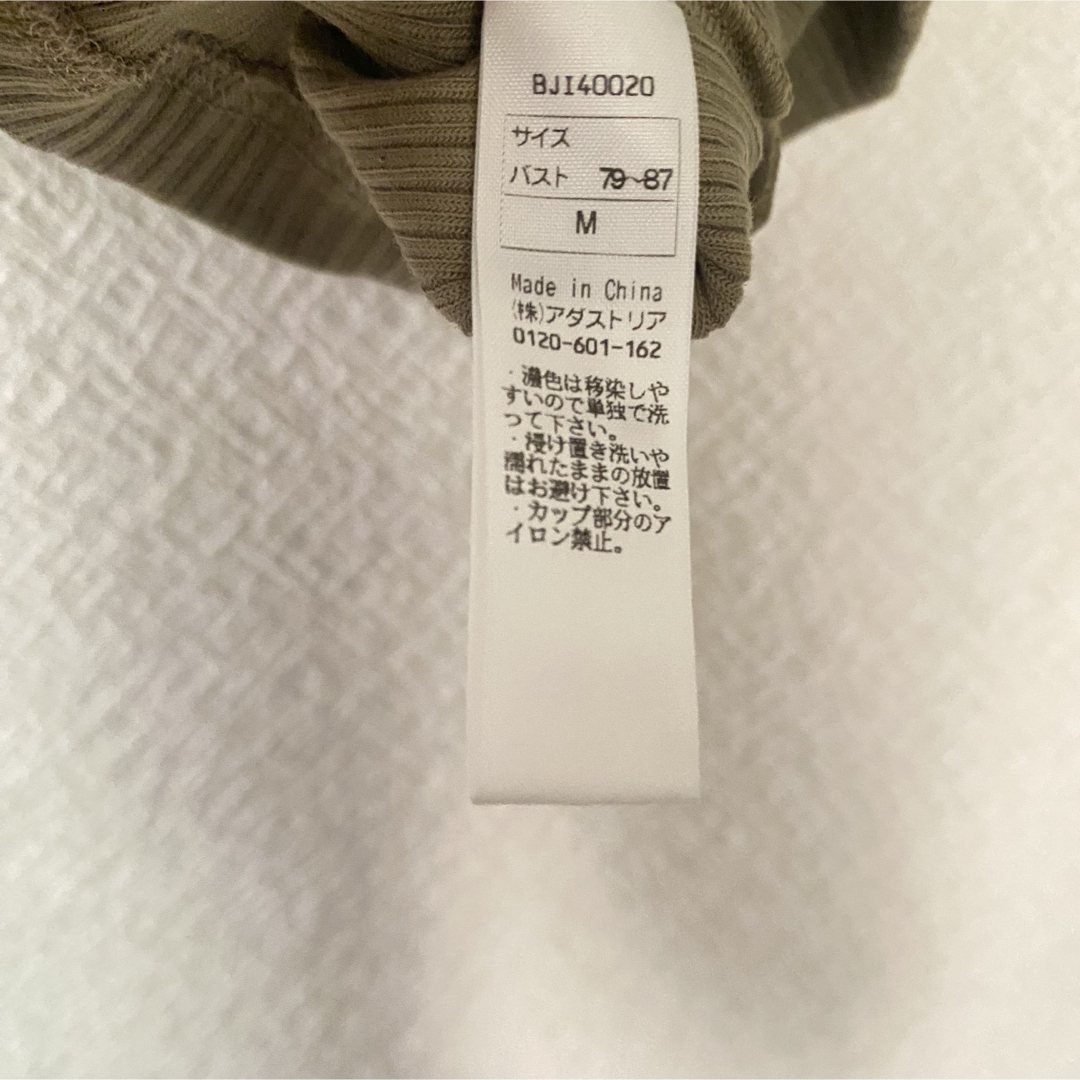 BJI40020
サイズ
バスト 79~87
M
Made in China
(株)アダストリア
0120-601-162
・濃色は移染しや
すいので単独で洗
って下さい。
・浸け置き洗いや
濡れたままの放置
はお避け下さい。
・カップ部分のア
イロン禁止。